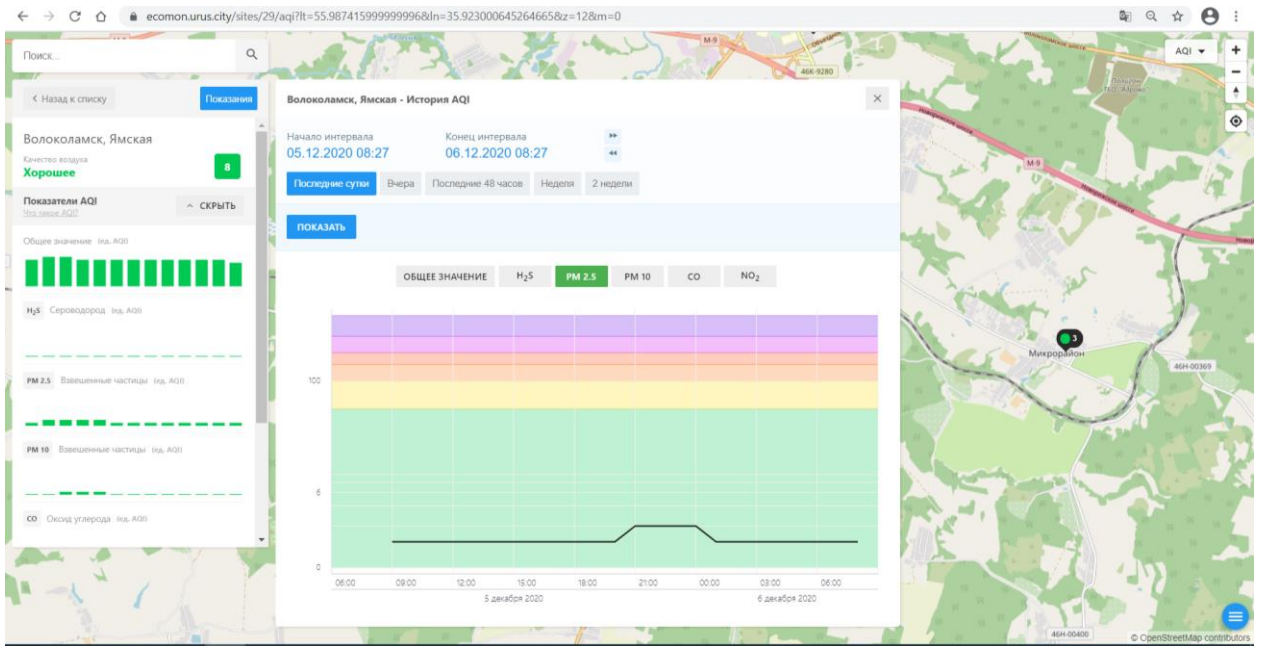 ecomon.urus.city/sites/29/aqi?lt=55.987415999999996&ln=35.923000645264665&z=12&m=0
Поиск...
М-9
46К-9280
AQI
Назад к списку
Показания
Волоколамск, Ямская - История AQI
Волоколамск, Ямская
Качество воздуха
Хорошее
8
Начало интервала
Конец интервала
05.12.2020 08:27
06.12.2020 08:27
Последние сутки
Вчера
Последние 48 часов
Неделя
2 недели
Показатели AQI
Что такое AQI?
СКРЫТЬ
ПОКАЗАТЬ
Общее значение (ед. AQI)
ОБЩЕЕ ЗНАЧЕНИЕ
H₂S
PM 2.5
PM 10
CO
NO₂
H₂S Сероводород (ед. AQI)
PM 2.5 Взвешенные частицы (ед. AQI)
PM 10 Взвешенные частицы (ед. AQI)
CO Оксид углерода (ед. AQI)
100
6
0
06:00
09:00
12:00
15:00
18:00
21:00
00:00
03:00
06:00
5 декабря 2020
6 декабря 2020
М-9
Новорижское шоссе
3
Микрорайон
46Н-00369
46Н-00400
© OpenStreetMap contributors